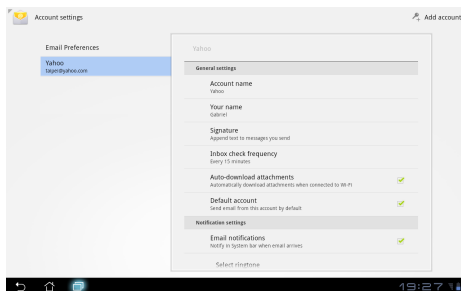 Account settings
Add account
Email Preferences
Yahoo
taipei@yahoo.com
Yahoo
General settings
Account name
Yahoo
Your name
Gabriel
Signature
Append text to messages you send
Inbox check frequency
Every 15 minutes
Auto-download attachments
Automatically download attachments when connected to Wi-Fi
Default account
Send email from this account by default
Notification settings
Email notifications
Notify in System bar when email arrives
Select ringtone
19:27